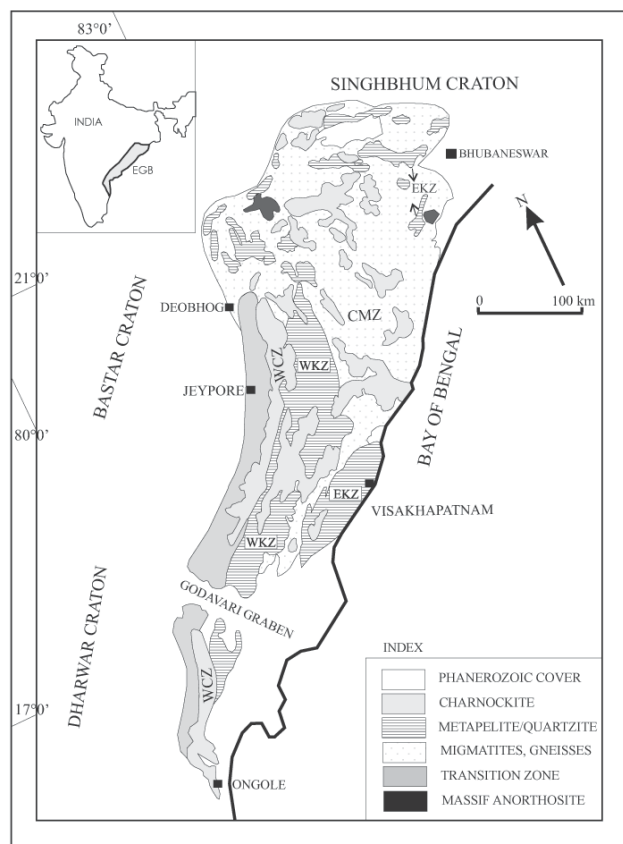 83°0'
SINGHBHUM CRATON
INDIA
EGB
BHUBANESWAR
EKZ
N
21°0'
0 100 km
DEOBHOG
CMZ
BASTAR CRATON
WCZ
WKZ
JEYPORE
BAY OF BENGAL
80°0'
EKZ
VISAKHAPATNAM
WKZ
GODAVARI GRABEN
DHARWAR CRATON
INDEX
PHANEROZOIC COVER
WCZ
CHARNOCKITE
17°0'
METAPELITE/QUARTZITE
MIGMATITES, GNEISSES
TRANSITION ZONE
ONGOLE
MASSIF ANORTHOSITE